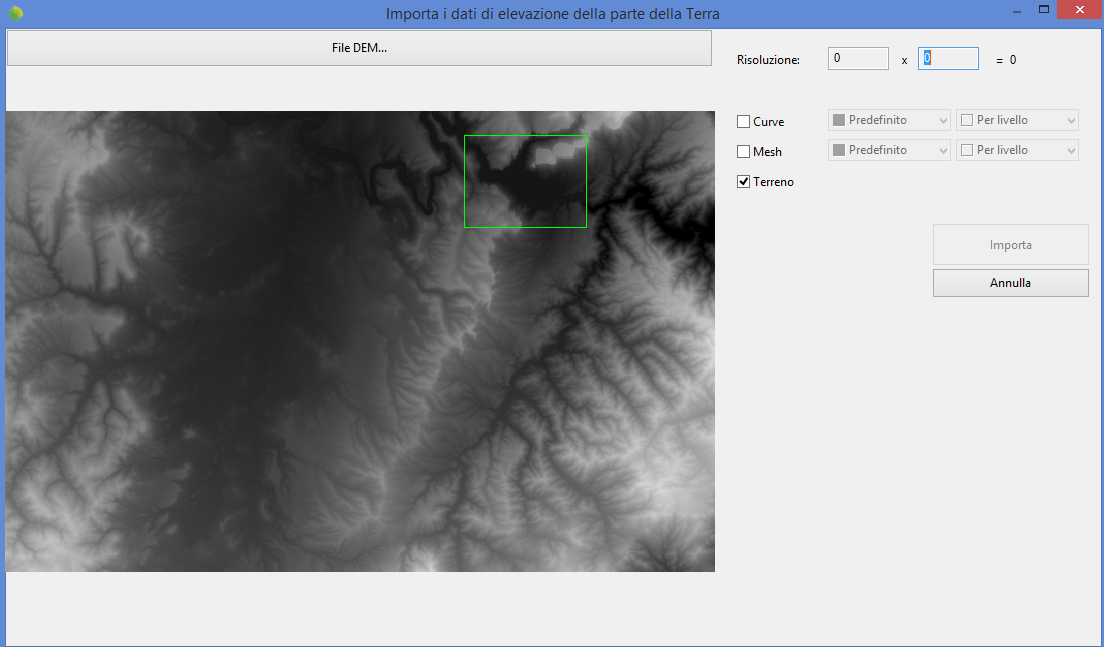 Importa i dati di elevazione della parte della Terra
File DEM...
Risoluzione: 0 x 0 = 0
Curve Predefinito Per livello
Mesh Predefinito Per livello
Terreno
Importa
Annulla